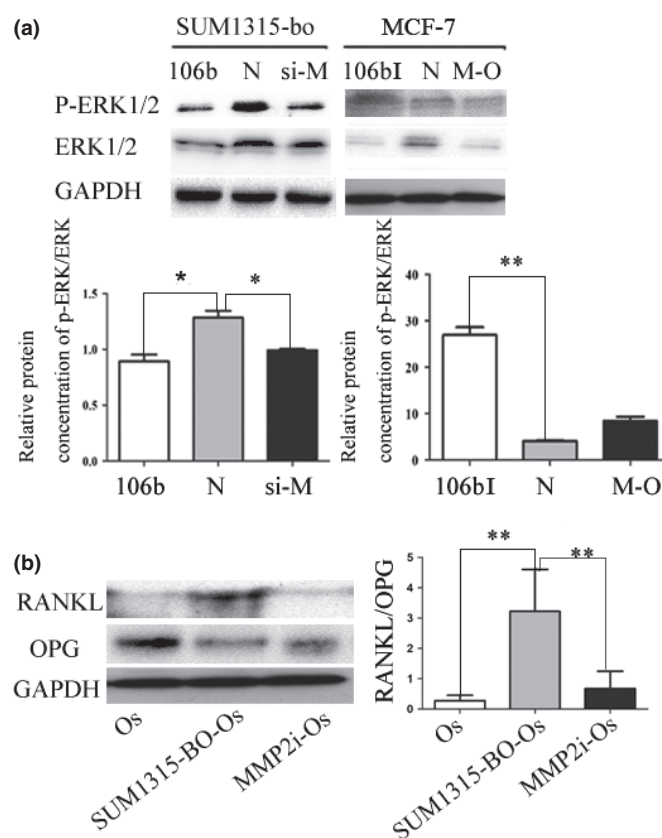 (a)
SUM1315-bo MCF-7
106b N si-M 106bI N M-O
P-ERK1/2
ERK1/2
GAPDH
Relative protein
concentration of p-ERK/ERK
1.5
1.0
0.5
0.0
* *
106b N si-M
Relative protein
concentration of p-ERK/ERK
40
30
20
10
0
**
106bI N M-O
(b)
RANKL
OPG
GAPDH
Os
SUM1315-BO-Os
MMP2i-Os
RANKL/OPG
5
4
3
2
1
0
** **
Os
SUM1315-BO-Os
MMP2i-Os